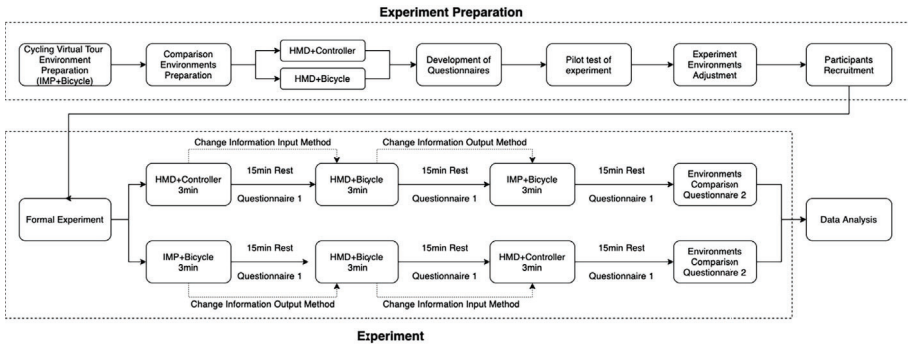 Experiment Preparation
Cycling Virtual Tour
Environment
Preparation
(IMP+Bicycle)
Comparison
Environments
Preparation
HMD+Controller
HMD+Bicycle
Development of
Questionnaires
Pilot test of
experiment
Experiment
Environments
Adjustment
Participants
Recruitment
Change Information Input Method
Change Information Output Method
HMD+Controller
3min
15min Rest
Questionnaire 1
HMD+Bicycle
3min
15min Rest
Questionnaire 1
IMP+Bicycle
3min
15min Rest
Questionnaire 1
Environments
Comparison
Questionnare 2
Formal Experiment
Data Analysis
IMP+Bicycle
3min
15min Rest
Questionnaire 1
HMD+Bicycle
3min
15min Rest
Questionnaire 1
HMD+Controller
3min
15min Rest
Questionnaire 1
Environments
Comparison
Questionnare 2
Change Information Output Method
Change Information Input Method
Experiment